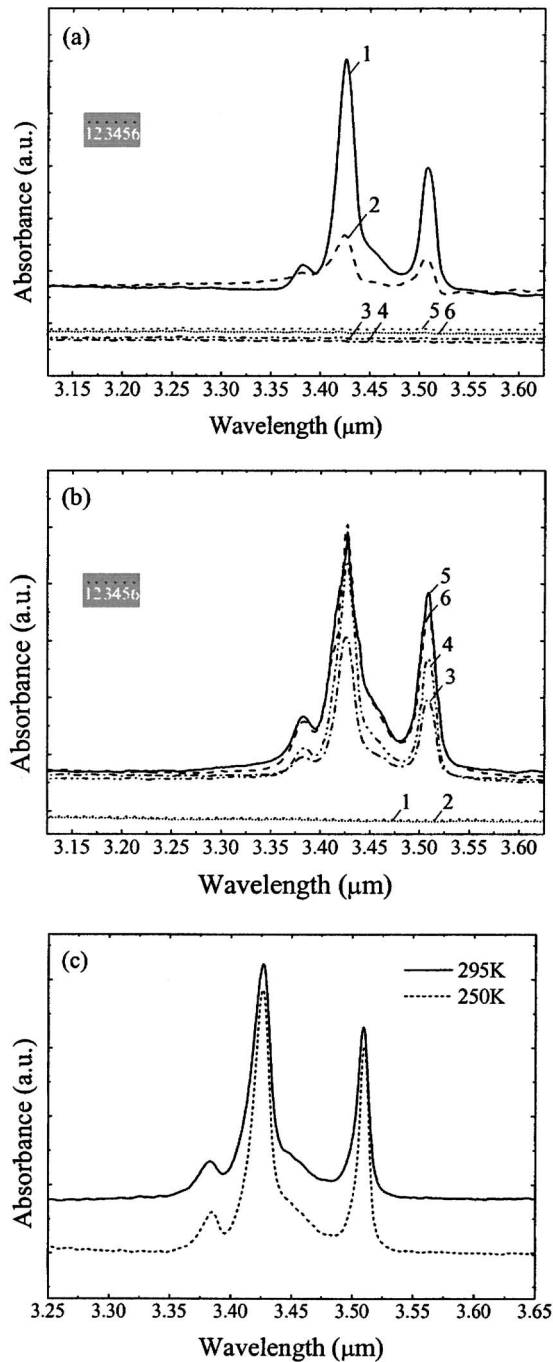 (a)
1
123456
2
3 4 5 6
Absorbance (a.u.)
3.15 3.20 3.25 3.30 3.35 3.40 3.45 3.50 3.55 3.60
Wavelength (μm)
(b)
123456
5
6
4
3
1 2
Absorbance (a.u.)
3.15 3.20 3.25 3.30 3.35 3.40 3.45 3.50 3.55 3.60
Wavelength (μm)
(c)
295K
250K
Absorbance (a.u.)
3.25 3.30 3.35 3.40 3.45 3.50 3.55 3.60 3.65
Wavelength (μm)